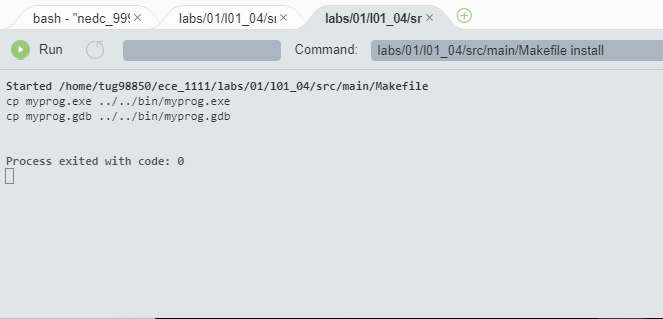 bash - "nedc_999
labs/01/l01_04/sr
labs/01/l01_04/sr
Run
Command:
labs/01/l01_04/src/main/Makefile install
Started /home/tug98850/ece_1111/labs/01/l01_04/src/main/Makefile
cp myprog.exe ../../bin/myprog.exe
cp myprog.gdb ../../bin/myprog.gdb
Process exited with code: 0